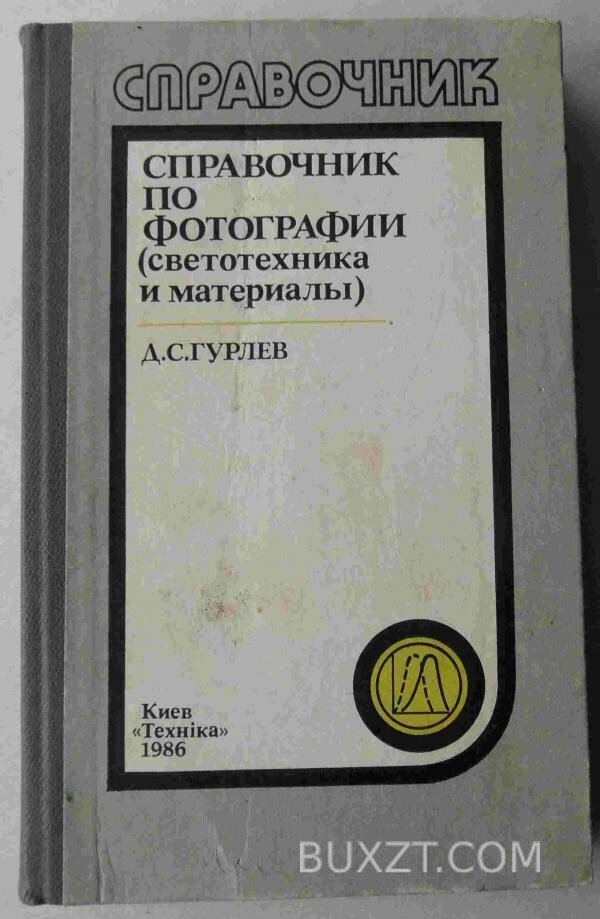 СПРАВОЧНИК
СПРАВОЧНИК
ПО
ФОТОГРАФИИ
(светотехника
и материалы)
Д.С.ГУРЛЕВ
Киев
«Техніка»
1986
BUXZT.COM